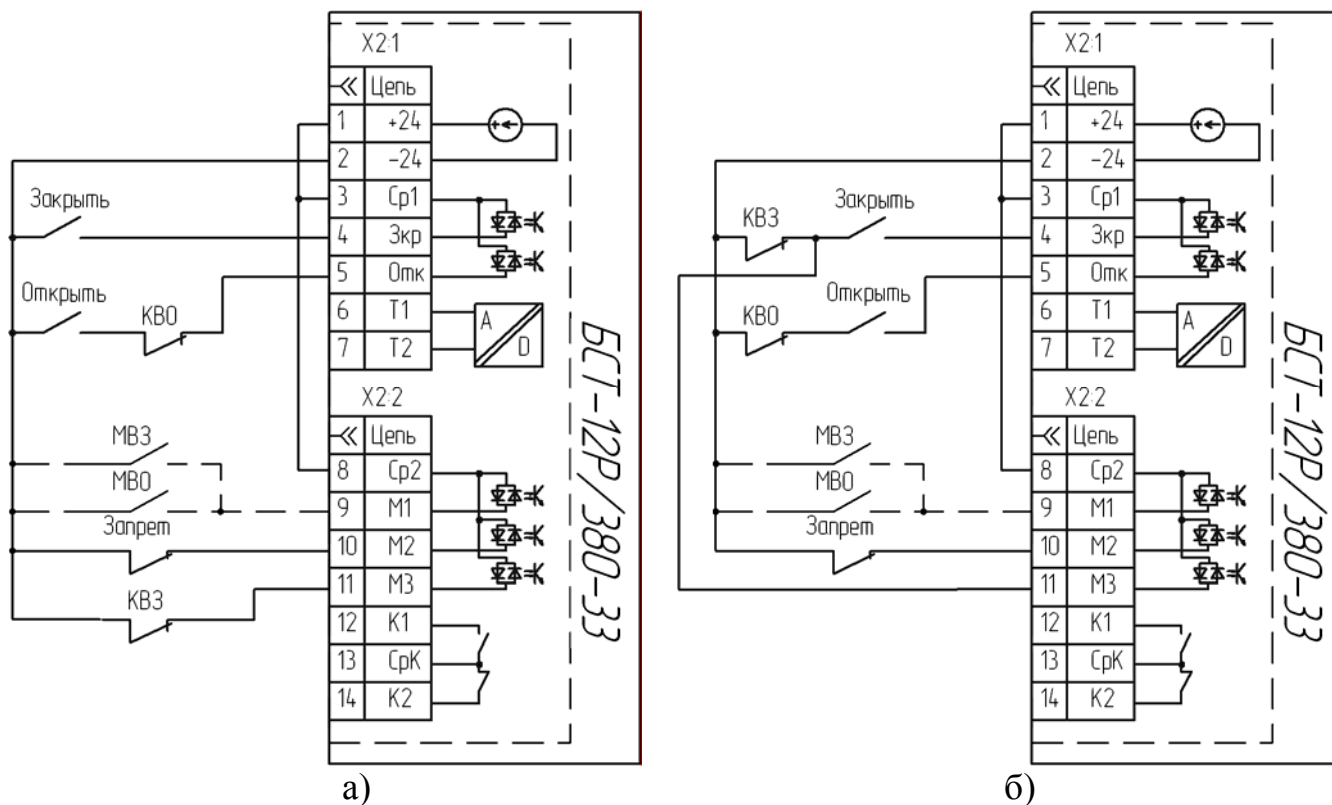 X2:1
Цепь
1 +24
2 -24
3 Ср1
4 Зкр
5 Отк
6 Т1
7 Т2
A
D
X2:2
Цепь
8 Ср2
9 М1
10 М2
11 М3
12 К1
13 СрК
14 К2
Закрыть
Открыть
КВО
МВЗ
МВО
Запрет
КВЗ
БСТ-12Р/380-33
а)
X2:1
Цепь
1 +24
2 -24
3 Ср1
4 Зкр
5 Отк
6 Т1
7 Т2
A
D
X2:2
Цепь
8 Ср2
9 М1
10 М2
11 М3
12 К1
13 СрК
14 К2
КВЗ
Закрыть
КВО
Открыть
МВЗ
МВО
Запрет
БСТ-12Р/380-33
б)